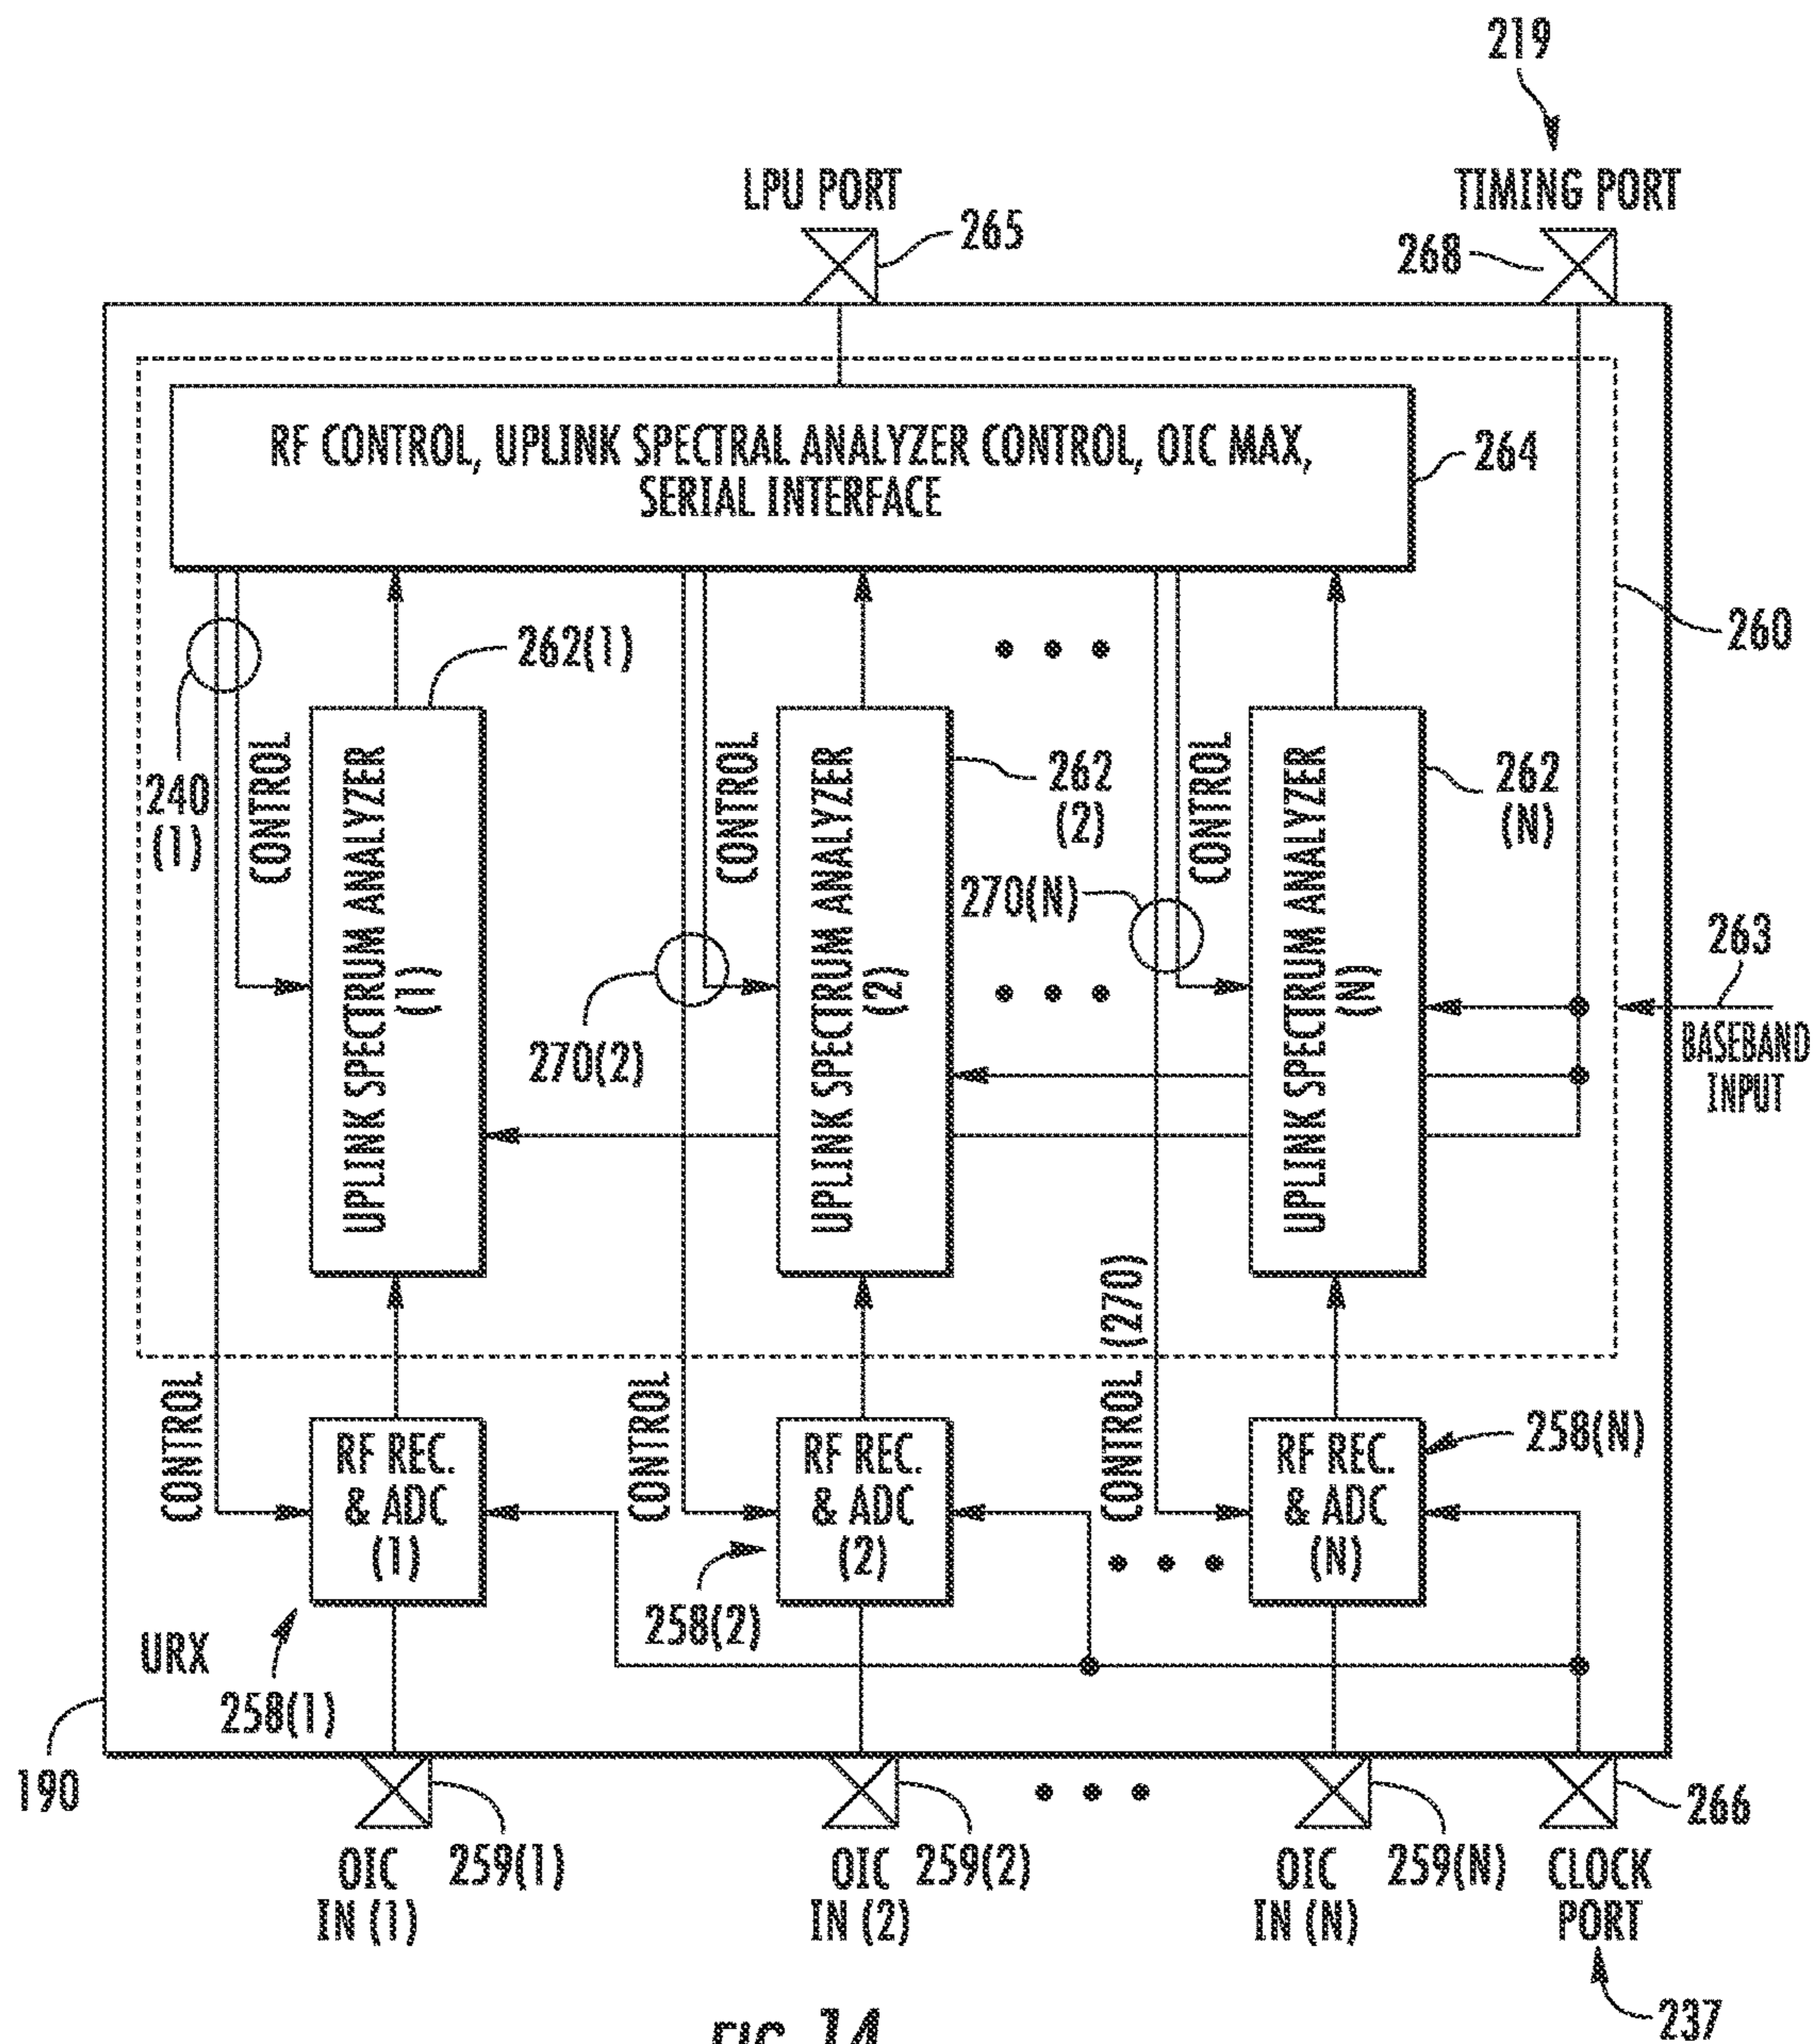 219
LPU PORT
TIMING PORT
265
268
RF CONTROL, UPLINK SPECTRAL ANALYZER CONTROL, OIC MAX,
SERIAL INTERFACE
264
260
240
(1)
CONTROL
262(1)
UPLINK SPECTRUM ANALYZER
(1)
CONTROL
270(2)
UPLINK SPECTRUM ANALYZER
(2)
262
(2)
270(N)
CONTROL
UPLINK SPECTRUM ANALYZER
(N)
262
(N)
263
BASEBAND
INPUT
CONTROL
RF REC.
& ADC
(1)
258(1)
CONTROL
RF REC.
& ADC
(2)
258(2)
CONTROL (270)
RF REC.
& ADC
(N)
258(N)
URX
190
OIC
IN (1)
259(1)
OIC
IN (2)
259(2)
OIC
IN (N)
259(N)
266
CLOCK
PORT
237
FIG. 14